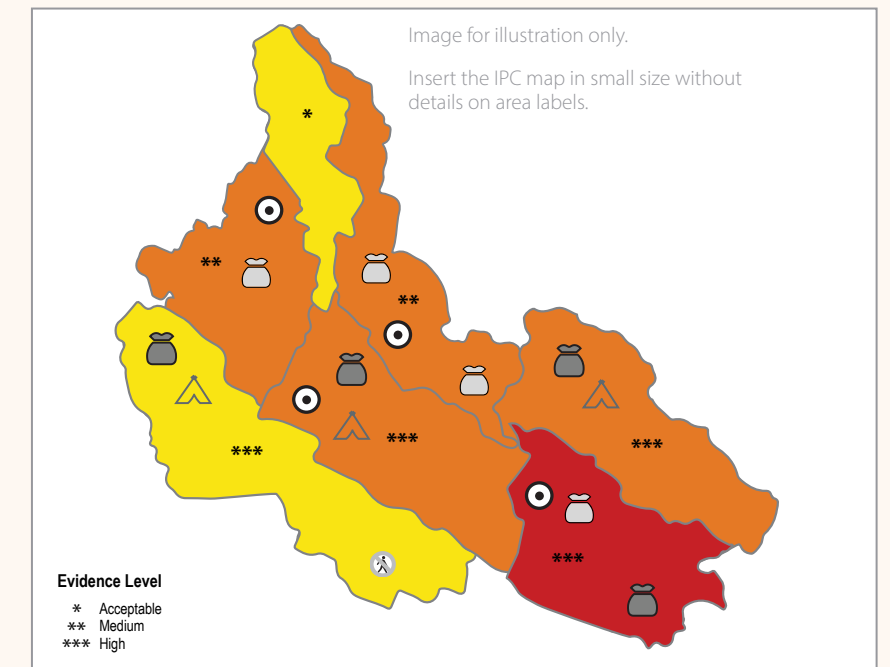 Image for illustration only.
Insert the IPC map in small size without
details on area labels.
*
**
**
***
***
***
***
Evidence Level
* Acceptable
** Medium
*** High